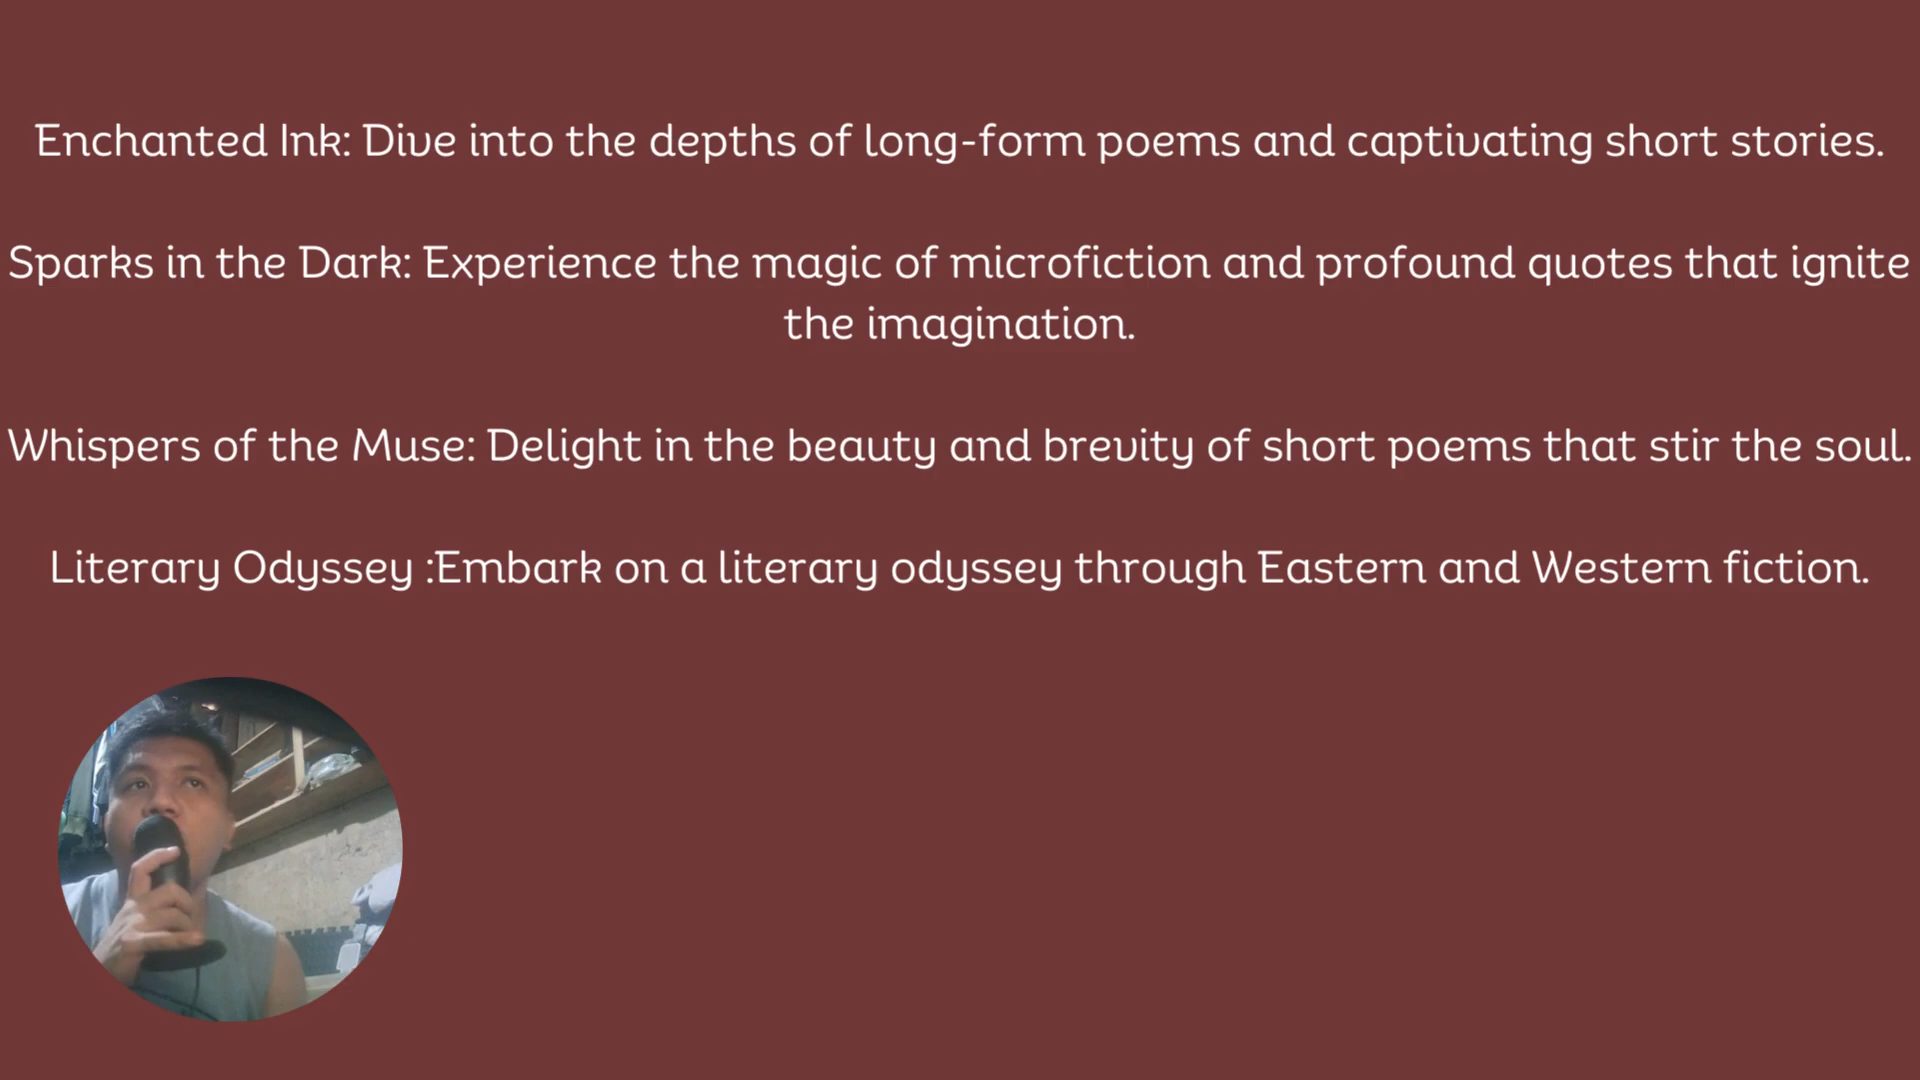 Enchanted Ink: Dive into the depths of long-form poems and captivating short stories.
Sparks in the Dark: Experience the magic of microfiction and profound quotes that ignite
the imagination.
Whispers of the Muse: Delight in the beauty and brevity of short poems that stir the soul.
Literary Odyssey :Embark on a literary odyssey through Eastern and Western fiction.